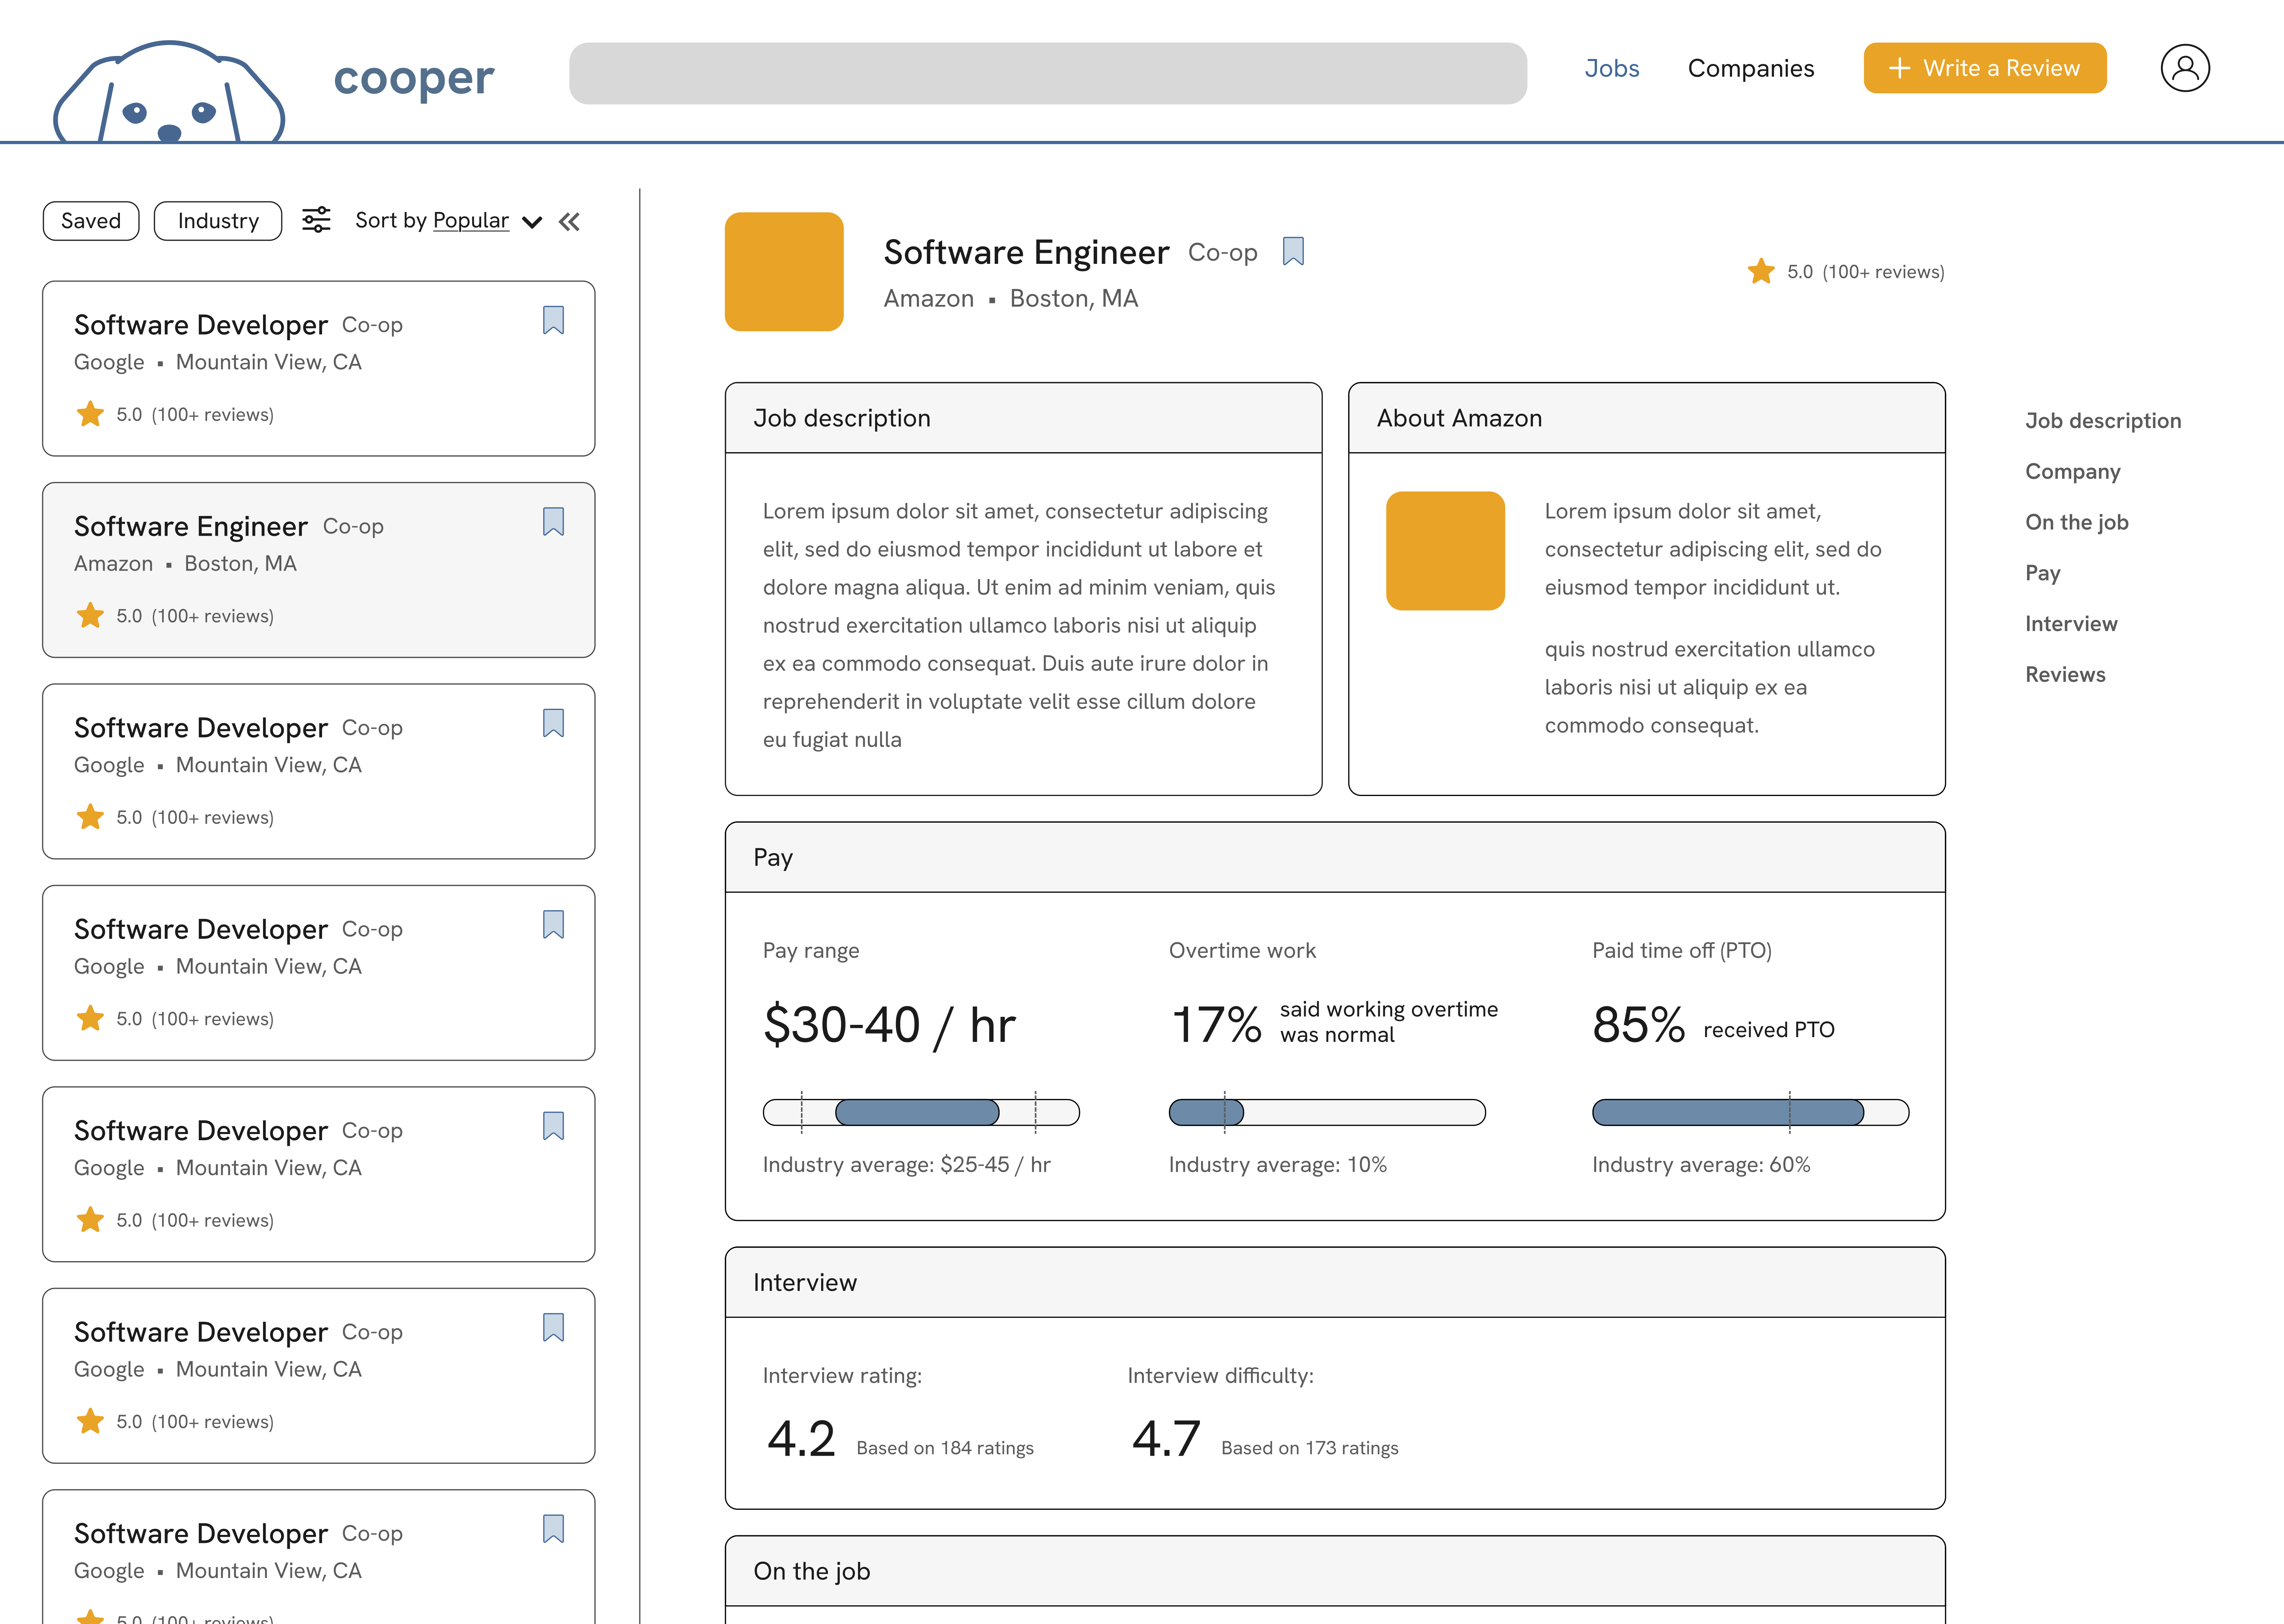 cooper
Jobs
Companies
+ Write a Review
Saved
Industry
Sort by Popular
Software Developer Co-op
Google ▪ Mountain View, CA
5.0 (100+ reviews)
Software Engineer Co-op
Amazon ▪ Boston, MA
5.0 (100+ reviews)
Software Developer Co-op
Google ▪ Mountain View, CA
5.0 (100+ reviews)
Software Developer Co-op
Google ▪ Mountain View, CA
5.0 (100+ reviews)
Software Developer Co-op
Google ▪ Mountain View, CA
5.0 (100+ reviews)
Software Developer Co-op
Google ▪ Mountain View, CA
5.0 (100+ reviews)
Software Developer Co-op
Google ▪ Mountain View, CA
5.0 (100+ reviews)
Software Engineer Co-op
Amazon ▪ Boston, MA
5.0 (100+ reviews)
Job description
Lorem ipsum dolor sit amet, consectetur adipiscing
elit, sed do eiusmod tempor incididunt ut labore et
dolore magna aliqua. Ut enim ad minim veniam, quis
nostrud exercitation ullamco laboris nisi ut aliquip
ex ea commodo consequat. Duis aute irure dolor in
reprehenderit in voluptate velit esse cillum dolore
eu fugiat nulla
About Amazon
Lorem ipsum dolor sit amet,
consectetur adipiscing elit, sed do
eiusmod tempor incididunt ut.
quis nostrud exercitation ullamco
laboris nisi ut aliquip ex ea
commodo consequat.
Pay
Pay range
$30-40 / hr
Industry average: $25-45 / hr
Overtime work
17% said working overtime
was normal
Industry average: 10%
Paid time off (PTO)
85% received PTO
Industry average: 60%
Interview
Interview rating:
4.2 Based on 184 ratings
Interview difficulty:
4.7 Based on 173 ratings
On the job
Job description
Company
On the job
Pay
Interview
Reviews